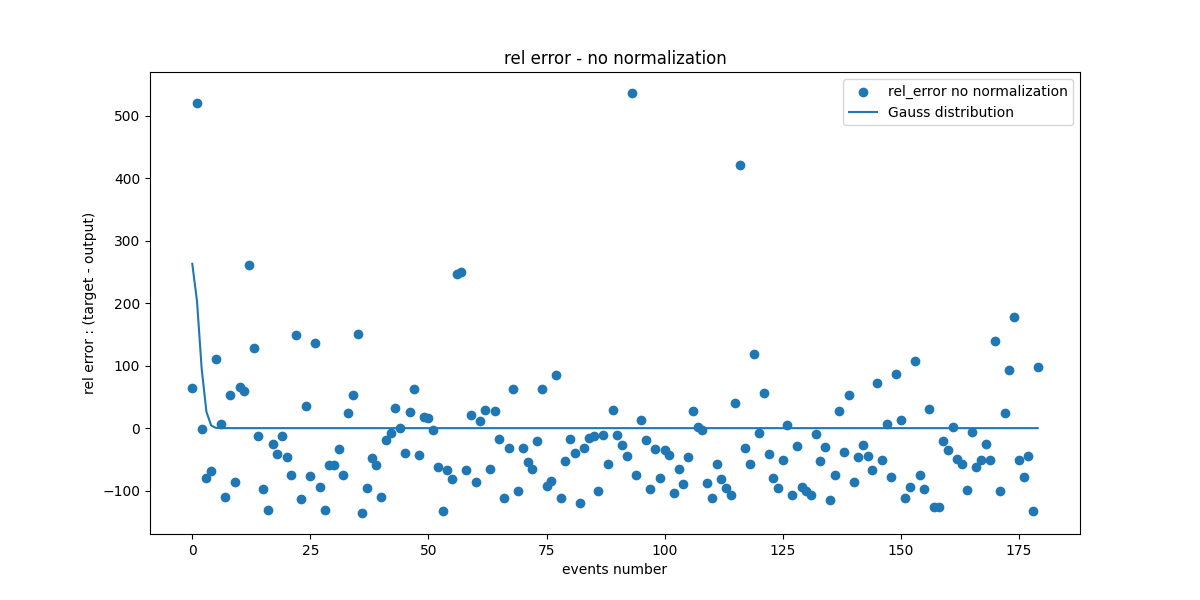 rel error - no normalization
rel_error no normalization
Gauss distribution
500
400
300
200
100
0
−100
rel error : (target - output)
0 25 50 75 100 125 150 175
events number